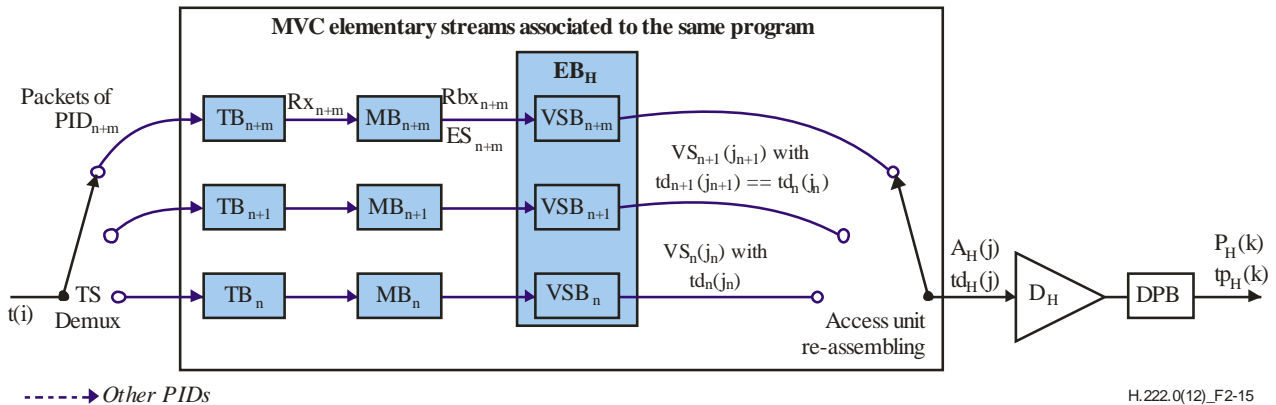 MVC elementary streams associated to the same program
EB_H
Packets of
PID_n+m
TB_n+m
Rx_n+m
MB_n+m
Rbx_n+m
ES_n+m
VSB_n+m
VS_n+1(j_n+1) with
td_n+1(j_n+1) == td_n(j_n)
TB_n+1
MB_n+1
VSB_n+1
VS_n(j_n) with
td_n(j_n)
TB_n
MB_n
VSB_n
t(i)
TS
Demux
Access unit
re-assembling
A_H(j)
td_H(j)
D_H
DPB
P_H(k)
tp_H(k)
Other PIDs
H.222.0(12)_F2-15